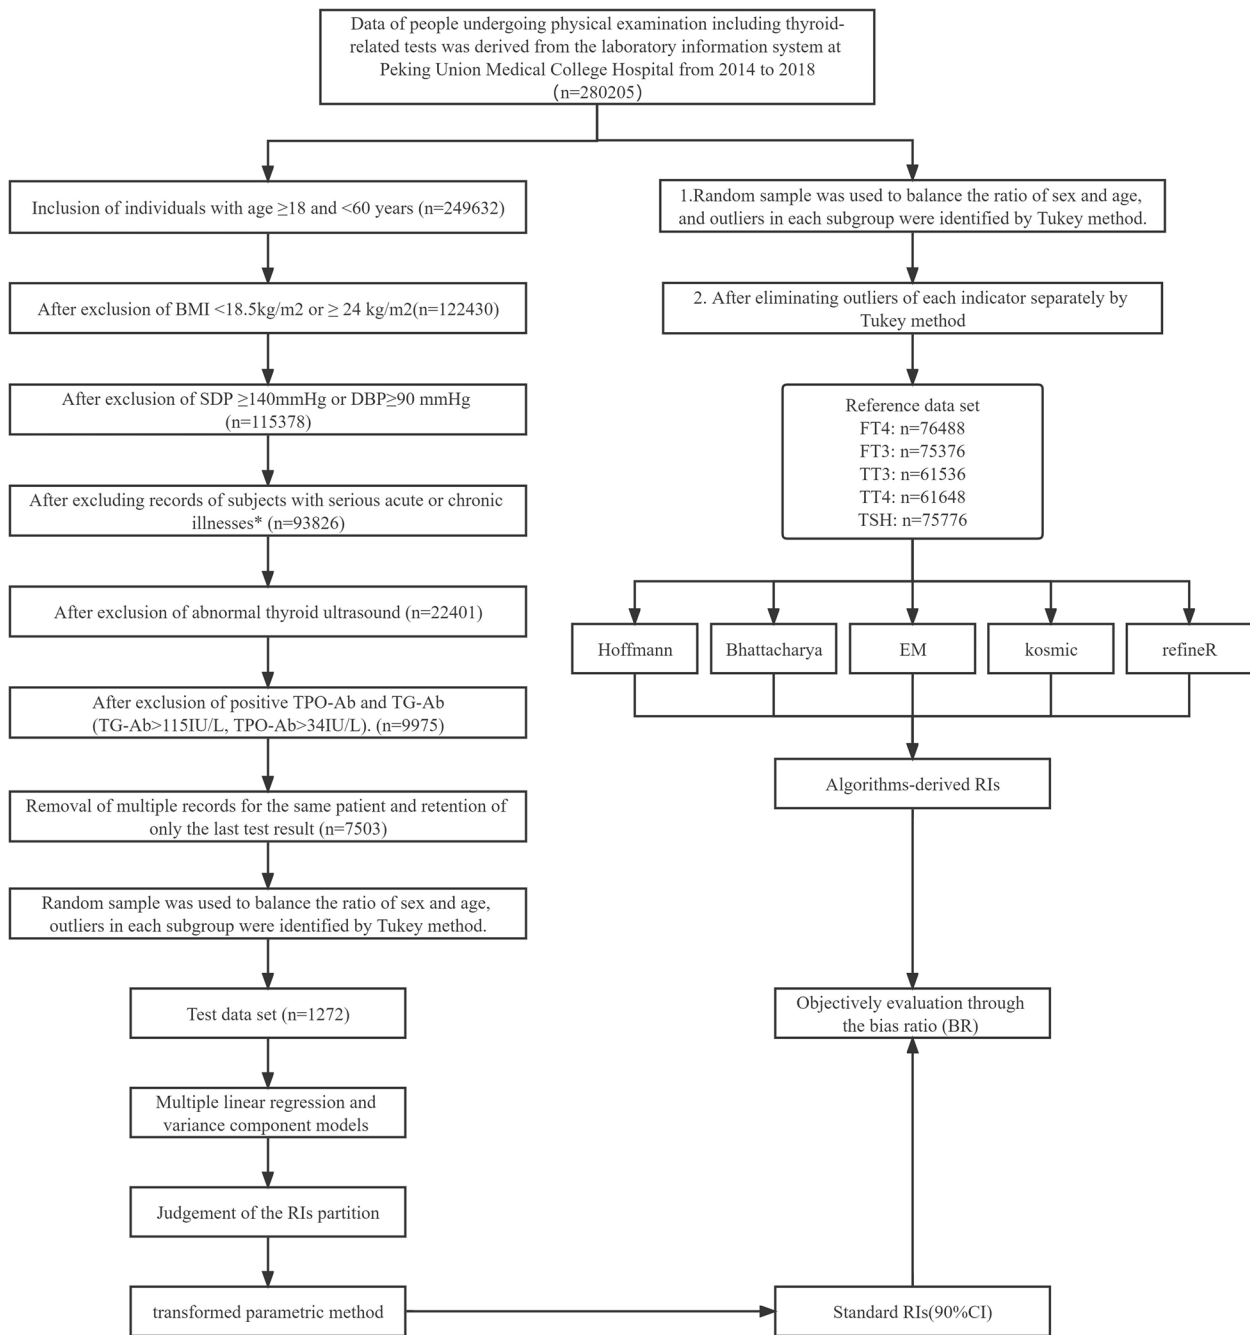 Data of people undergoing physical examination including thyroid-
related tests was derived from the laboratory information system at
Peking Union Medical College Hospital from 2014 to 2018
(n=280205)
Inclusion of individuals with age ≥18 and <60 years (n=249632)
After exclusion of BMI <18.5kg/m2 or ≥ 24 kg/m2(n=122430)
After exclusion of SDP ≥140mmHg or DBP≥90 mmHg
(n=115378)
After excluding records of subjects with serious acute or chronic
illnesses* (n=93826)
After exclusion of abnormal thyroid ultrasound (n=22401)
After exclusion of positive TPO-Ab and TG-Ab
(TG-Ab>115IU/L, TPO-Ab>34IU/L). (n=9975)
Removal of multiple records for the same patient and retention of
only the last test result (n=7503)
Random sample was used to balance the ratio of sex and age,
outliers in each subgroup were identified by Tukey method.
Test data set (n=1272)
Multiple linear regression and
variance component models
Judgement of the RIs partition
transformed parametric method
1.Random sample was used to balance the ratio of sex and age,
and outliers in each subgroup were identified by Tukey method.
2. After eliminating outliers of each indicator separately by
Tukey method
Reference data set
FT4: n=76488
FT3: n=75376
TT3: n=61536
TT4: n=61648
TSH: n=75776
Hoffmann
Bhattacharya
EM
kosmic
refineR
Algorithms-derived RIs
Objectively evaluation through
the bias ratio (BR)
Standard RIs(90%CI)